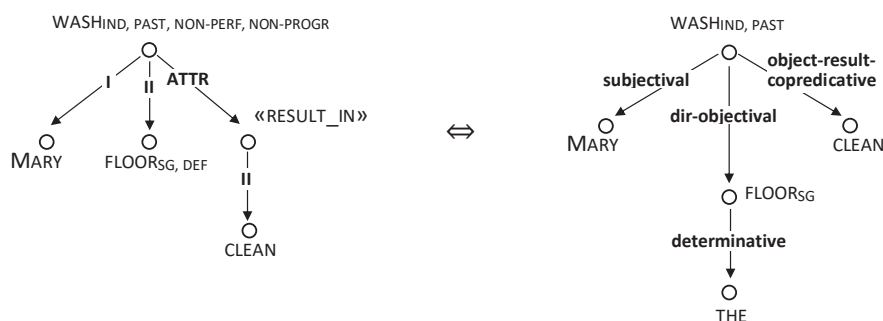 WASHIND, PAST, NON-PERF, NON-PROGR
I
II
ATTR
«RESULT_IN»
MARY
FLOORSG, DEF
II
CLEAN
⇔
WASHIND, PAST
subjectival
object-result-
copredicative
dir-objectival
MARY
CLEAN
FLOORSG
determinative
THE